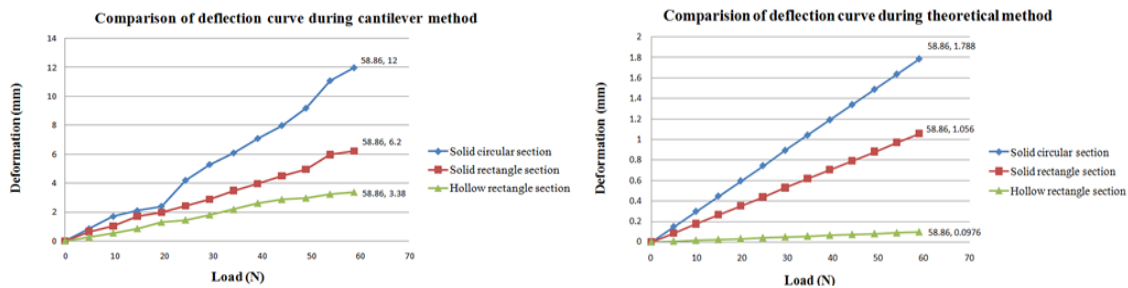 Comparison of deflection curve during cantilever method
Deformation (mm)
14
12
10
8
6
4
2
0
0 10 20 30 40 50 60 70
Load (N)
58.86, 12
58.86, 6.2
58.86, 3.38
Solid circular section
Solid rectangle section
Hollow rectangle section
Comparision of deflection curve during theoretical method
Deformation (mm)
2
1.8
1.6
1.4
1.2
1
0.8
0.6
0.4
0.2
0
0 10 20 30 40 50 60 70
Load (N)
58.86, 1.788
58.86, 1.056
58.86, 0.0976
Solid circular section
Solid rectangle section
Hollow rectangle section